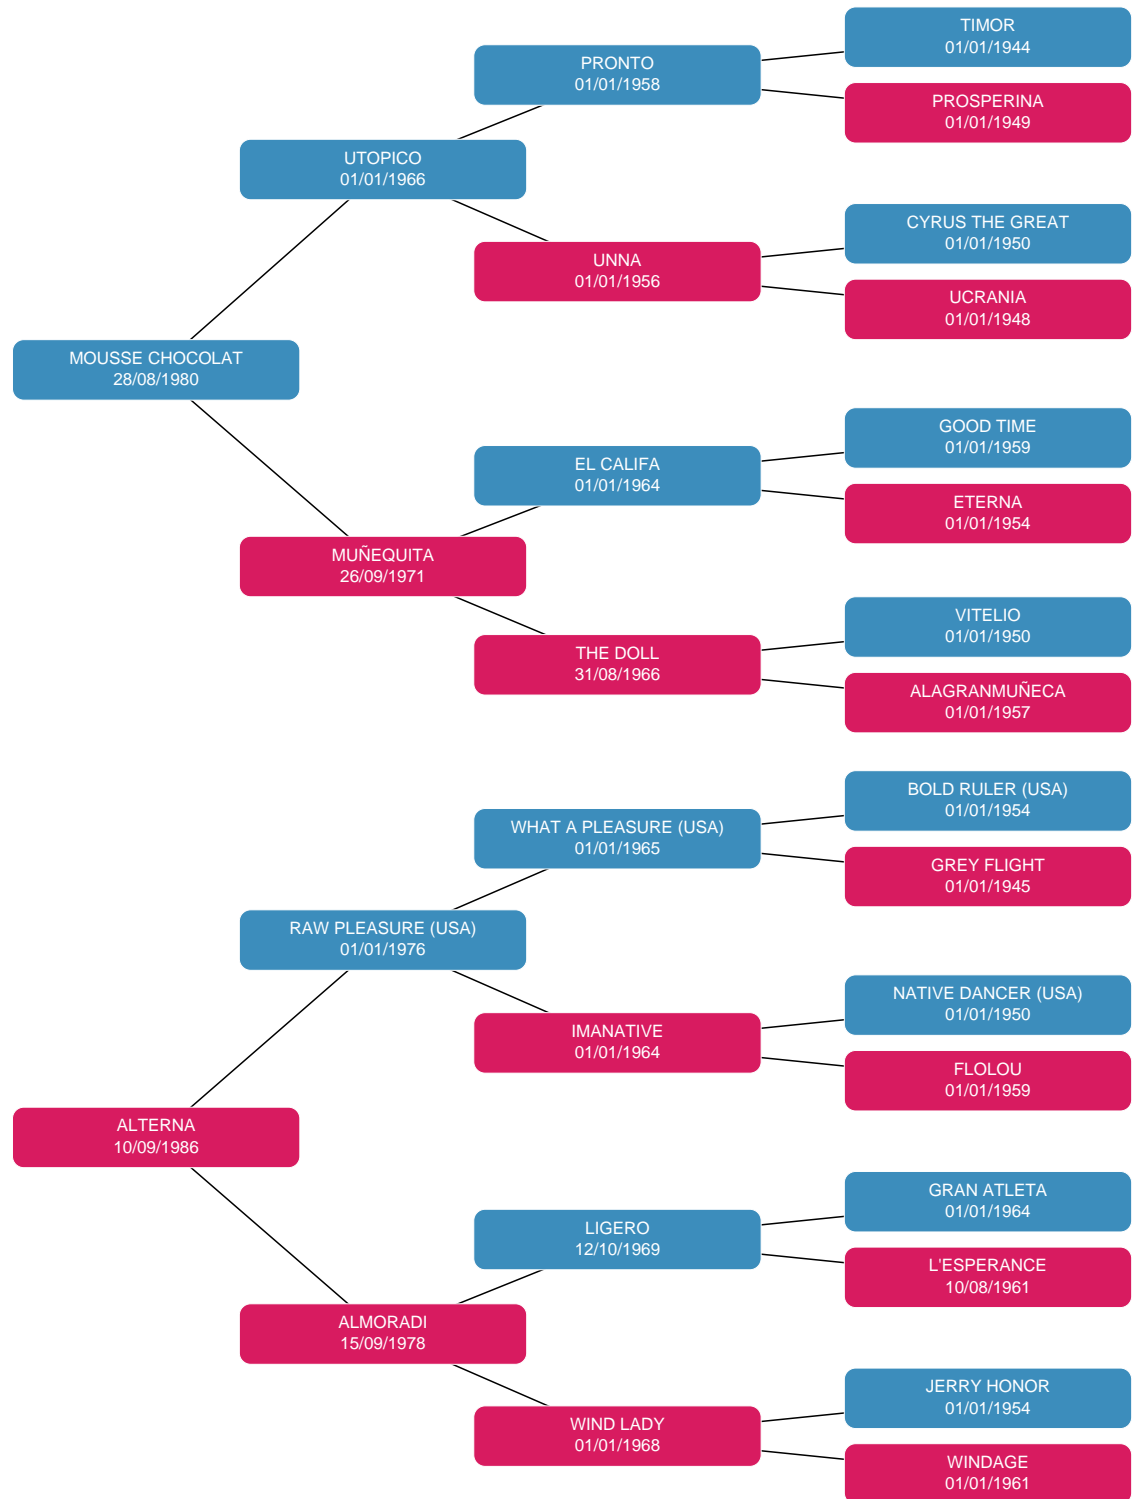 TIMOR
01/01/1944
PRONTO
01/01/1958
PROSPERINA
01/01/1949
UTOPICO
01/01/1966
CYRUS THE GREAT
01/01/1950
UNNA
01/01/1956
UCRANIA
01/01/1948
MOUSSE CHOCOLAT
28/08/1980
GOOD TIME
01/01/1959
EL CALIFA
01/01/1964
ETERNA
01/01/1954
MUÑEQUITA
26/09/1971
VITELIO
01/01/1950
THE DOLL
31/08/1966
ALAGRANMUÑECA
01/01/1957
BOLD RULER (USA)
01/01/1954
WHAT A PLEASURE (USA)
01/01/1965
GREY FLIGHT
01/01/1945
RAW PLEASURE (USA)
01/01/1976
NATIVE DANCER (USA)
01/01/1950
IMANATIVE
01/01/1964
FLOLOU
01/01/1959
ALTERNA
10/09/1986
GRAN ATLETA
01/01/1964
LIGERO
12/10/1969
L'ESPERANCE
10/08/1961
ALMORADI
15/09/1978
JERRY HONOR
01/01/1954
WIND LADY
01/01/1968
WINDAGE
01/01/1961